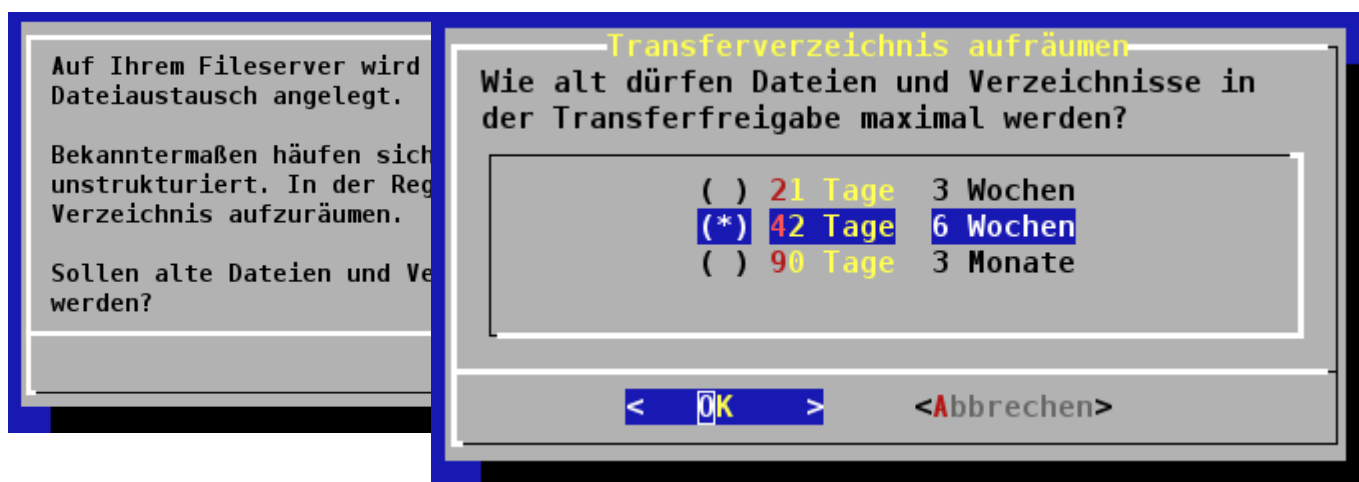 Auf Ihrem Fileserver wird
Dateiaustausch angelegt.
Bekanntermaßen häufen sich
unstrukturiert. In der Reg
Verzeichnis aufzuräumen.
Sollen alte Dateien und Ve
werden?
Transferverzeichnis aufräumen
Wie alt dürfen Dateien und Verzeichnisse in
der Transferfreigabe maximal werden?
( ) 21 Tage 3 Wochen
(*) 42 Tage 6 Wochen
( ) 90 Tage 3 Monate
< OK > <Abbrechen>